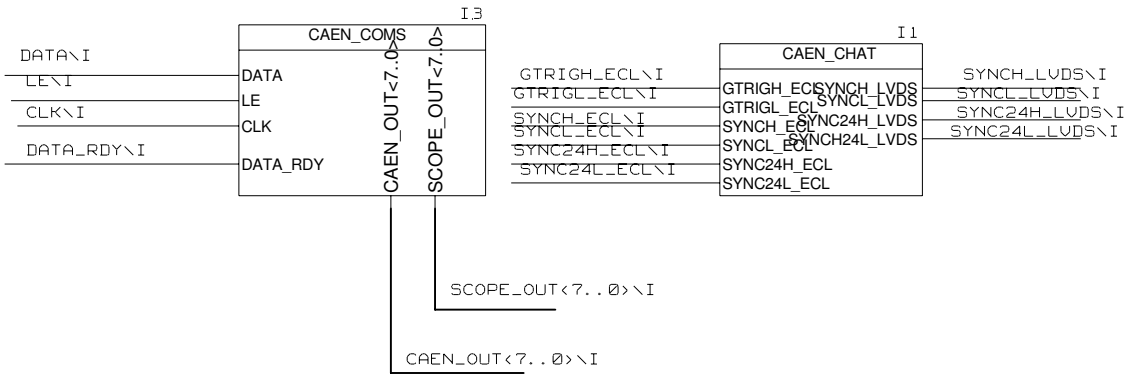 I3
CAEN_COMS
DATA\I
DATA
LE\I
LE
CLK\I
CLK
DATA_RDY\I
DATA_RDY
CAEN_OUT<7..0>
SCOPE_OUT<7..0>
SCOPE_OUT<7..0>\I
CAEN_OUT<7..0>\I
I1
CAEN_CHAT
GTRIGH_ECL\I
GTRIGL_ECL\I
SYNCH_ECL\I
SYNCL_ECL\I
SYNC24H_ECL\I
SYNC24L_ECL\I
GTRIGH_ECL
GTRIGL_ECL
SYNCH_ECL
SYNCL_ECL
SYNC24H_ECL
SYNC24L_ECL
SYNCH_LVDS
SYNCL_LVDS
SYNC24H_LVDS
SYNCH24L_LVDS
SYNCH_LVDS\I
SYNCL_LVDS\I
SYNC24H_LVDS\I
SYNC24L_LVDS\I